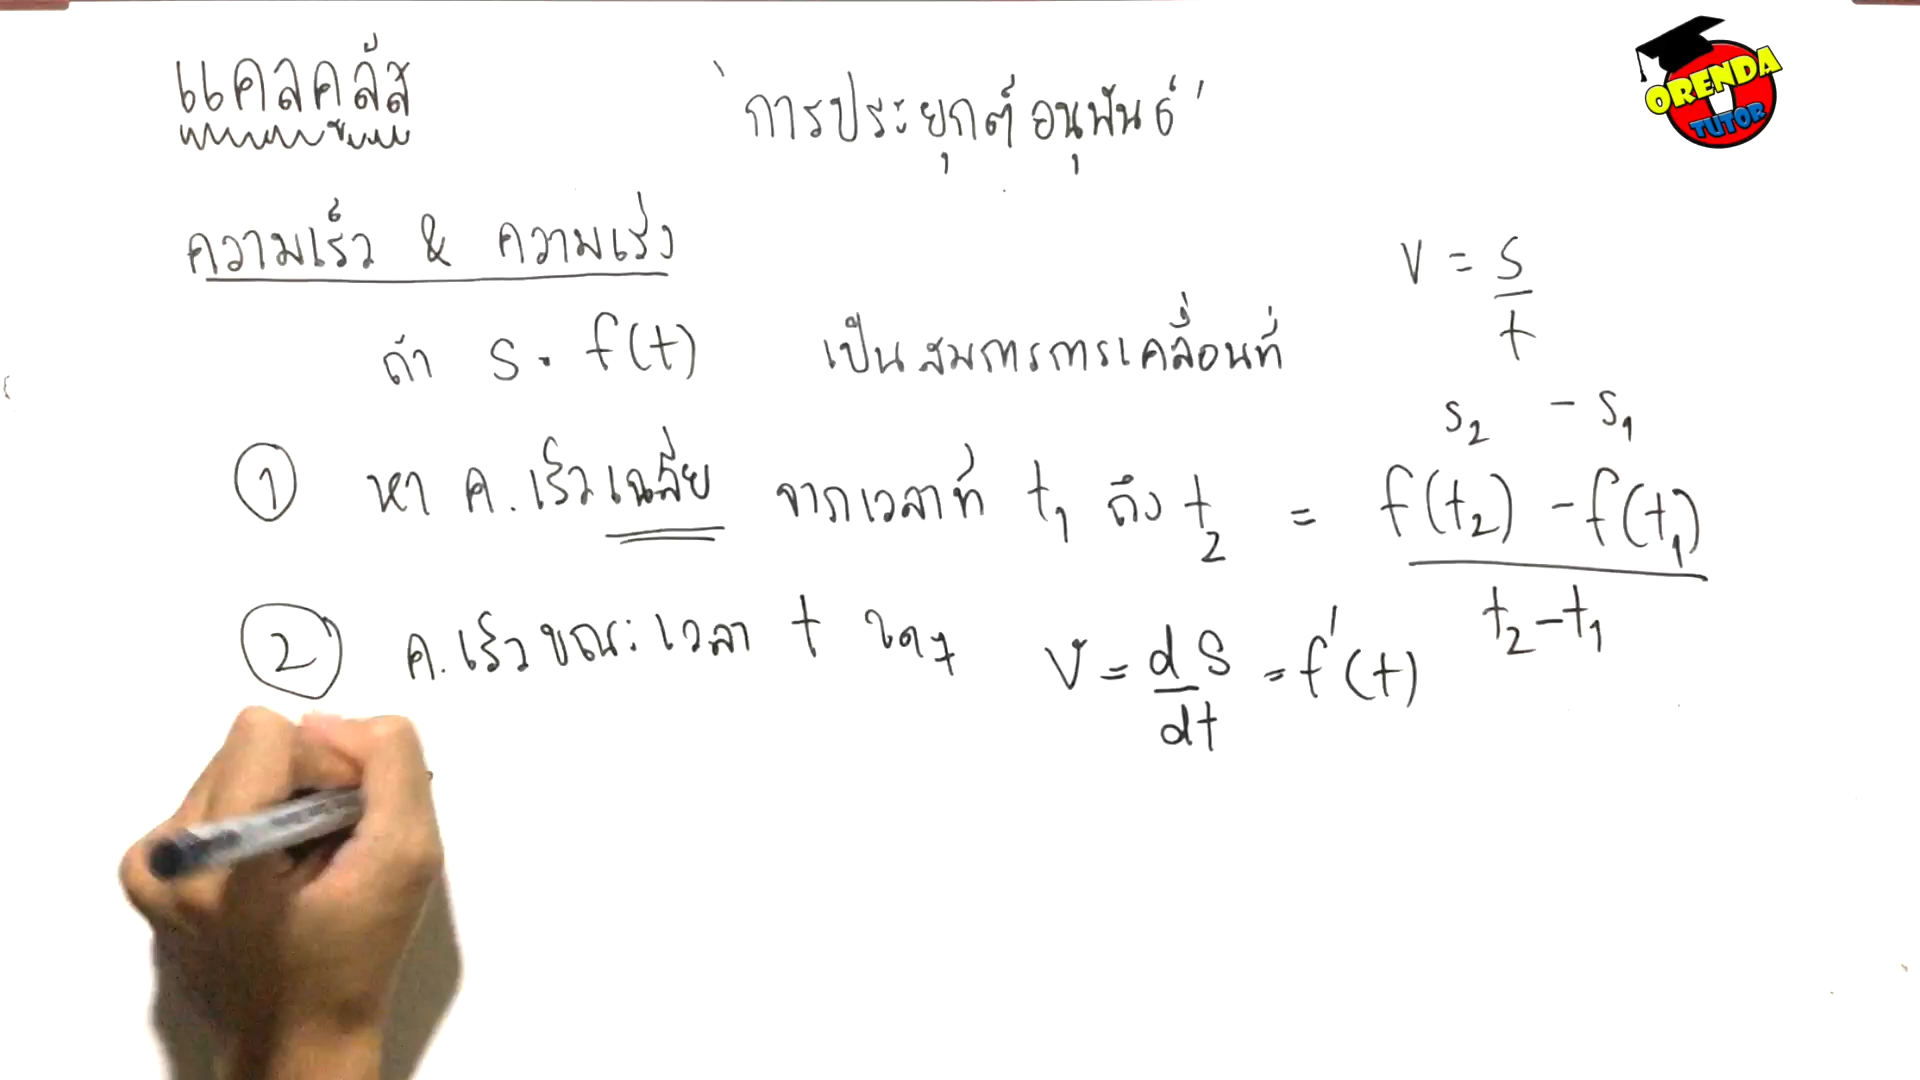 แคลคูลัส
'การประยุกต์อนุพันธ์'
ORENDA
TUTOR
ความเร็ว & ความเร่ง
V = S/t
ถ้า S = f(t) เป็นสมการการเคลื่อนที่
S₂ - S₁
① หา ค.เร็วเฉลี่ย จากเวลาที่ t₁ ถึง t₂ = f(t₂) - f(t₁) / t₂-t₁
② ค.เร็วขณะเวลา t ใดๆ V = dS/dt = f'(t)